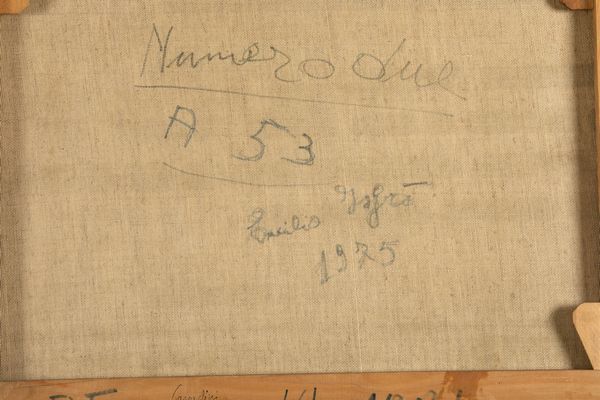 Numero due
A 53
Emilio Isgrò
1975